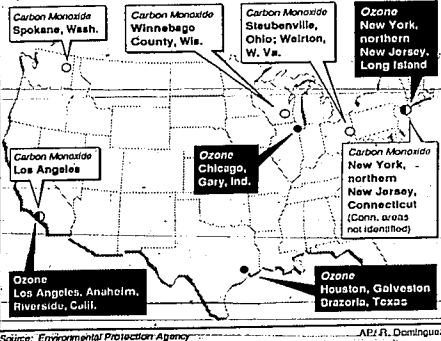 Carbon Monoxide
Spokane, Wash.
Carbon Monoxide
Winnebago
County, Wis.
Carbon Monoxide
Steubenville,
Ohio; Weirton,
W. Va.
Ozone
New York,
northern
New Jersey,
Long Island
Ozone
Chicago,
Gary, Ind.
Carbon Monoxide
New York,
northern
New Jersey,
Connecticut
(Conn. areas
not identified)
Carbon Monoxide
Los Angeles
Ozone
Los Angeles, Anaheim,
Riverside, Calif.
Ozone
Houston, Galveston
Brazoria, Texas
Source: Environmental Protection Agency
AP/ R. Dominguez